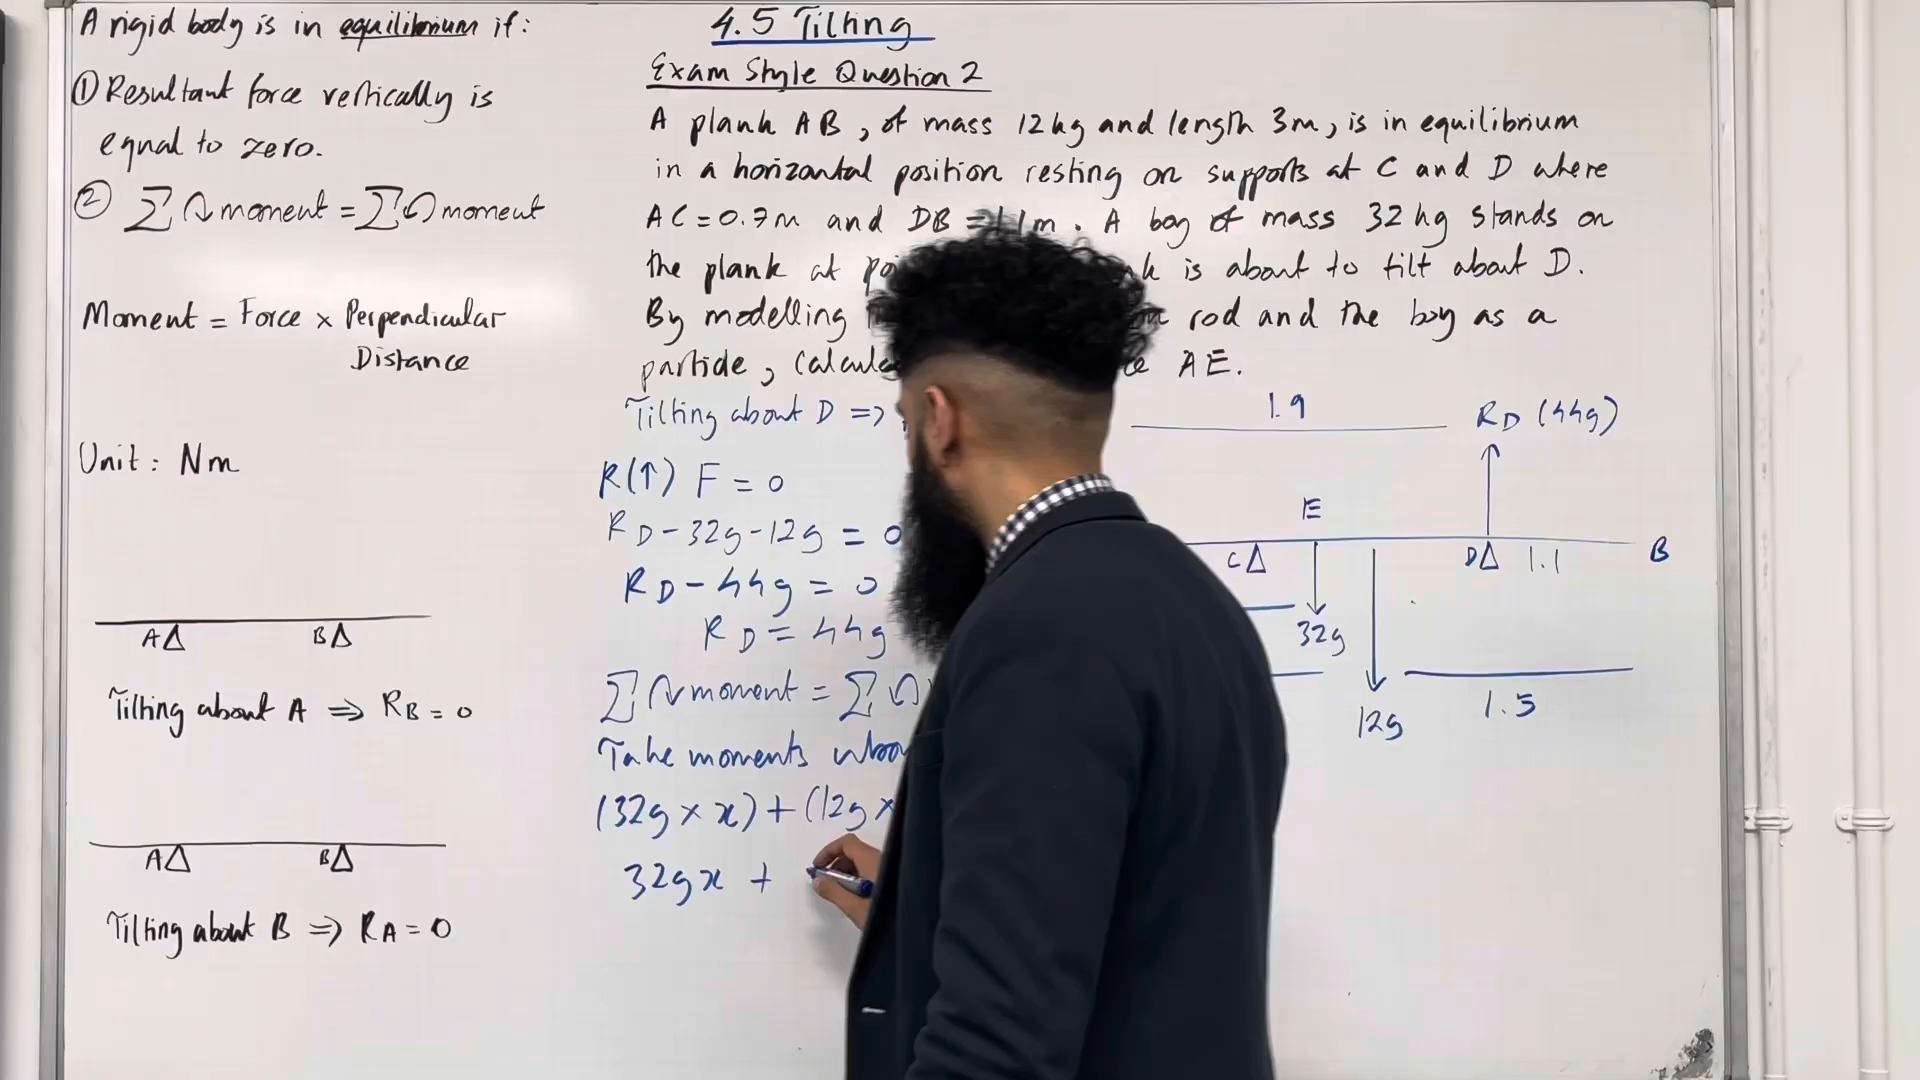 A rigid body is in equilibrium if:
① Resultant force vertically is
equal to zero.
② ∑ ↻ moment = ∑ ↺ moment
Moment = Force × Perpendicular
Distance
Unit: Nm
A△ B△
Tilting about A ⇒ RB = 0
A△ B△
Tilting about B ⇒ RA = 0
4.5 Tilting
Exam Style Question 2
A plank AB, of mass 12kg and length 3m, is in equilibrium
in a horizontal position resting on supports at C and D where
AC = 0.7m and DB = 1.1m. A boy of mass 32kg stands on
the plank at is about to tilt about D.
By modelling rod and the boy as a
particle, AE.
Tilting about D ⇒
R(↑) F = 0
RD - 32g - 12g = 0
RD - 44g = 0
RD = 44g
∑ ↻ moment = ∑ ↺
Take moments
(32g × x) + (12g ×
32gx +
1.9
RD (44g)
E
C△ D△ 1.1 B
32g
12g
1.5